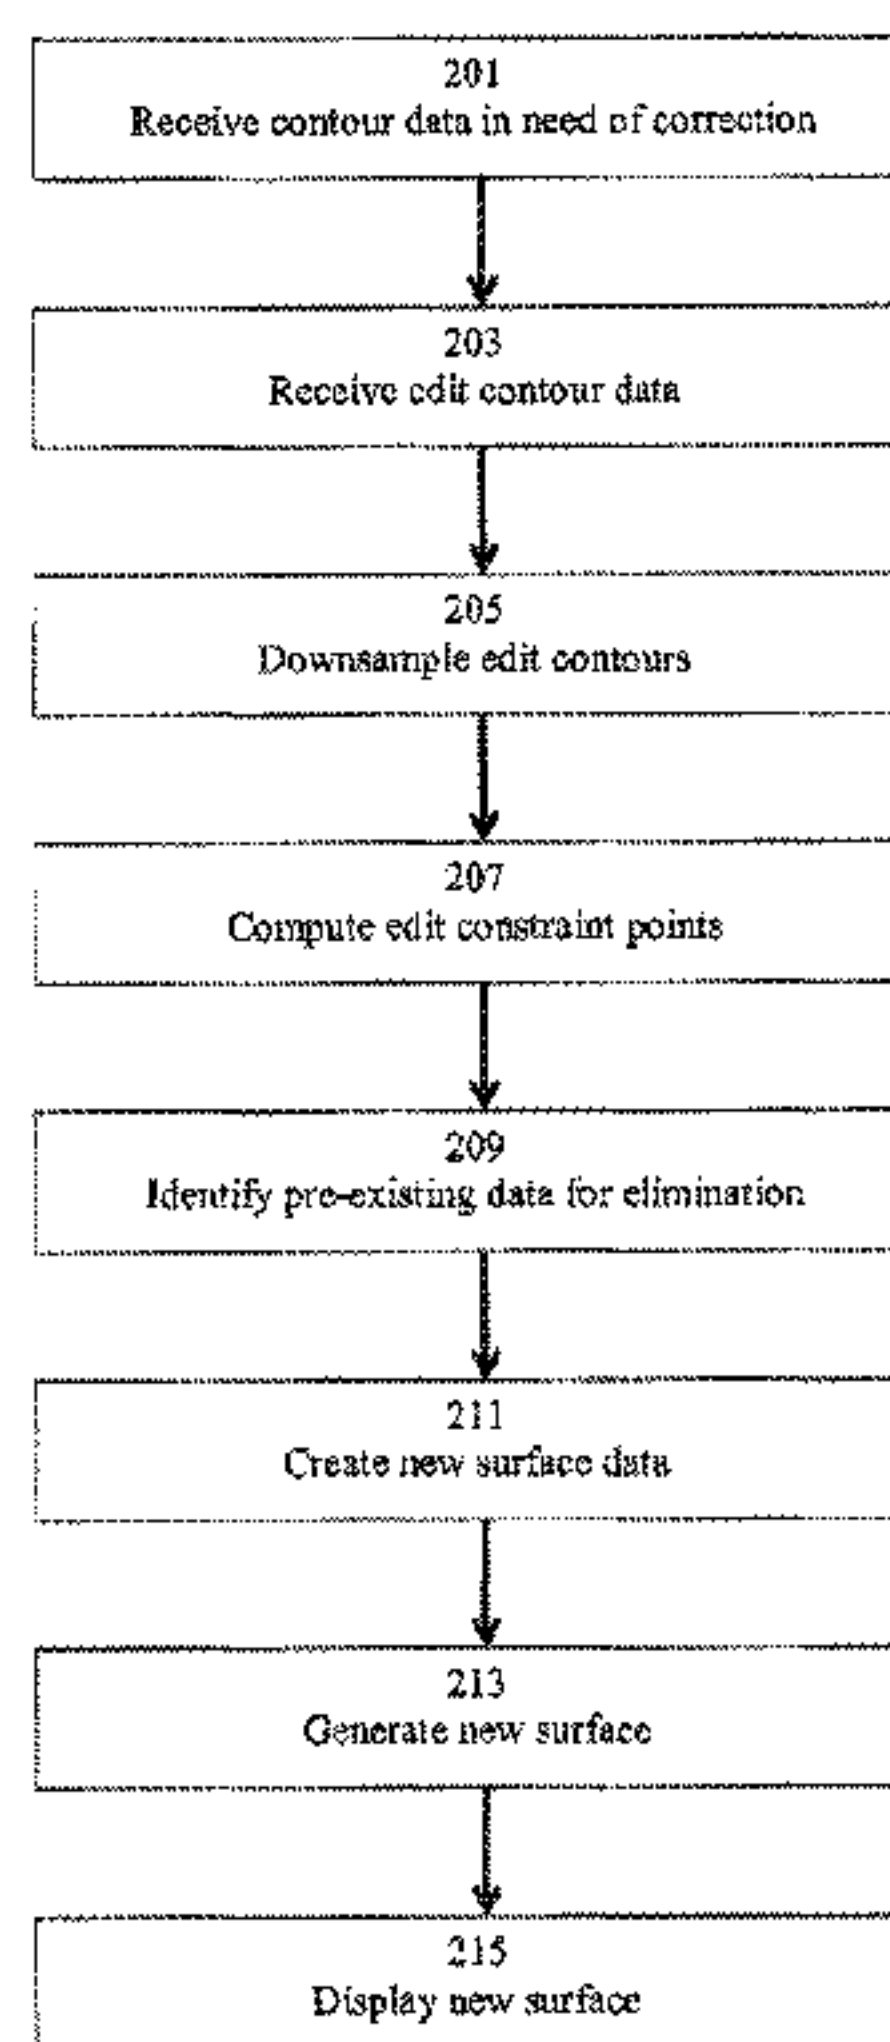 201
Receive contour data in need of correction
203
Receive edit contour data
205
Downsample edit contours
207
Compute edit constraint points
209
Identify pre-existing data for elimination
211
Create new surface data
213
Generate new surface
215
Display new surface